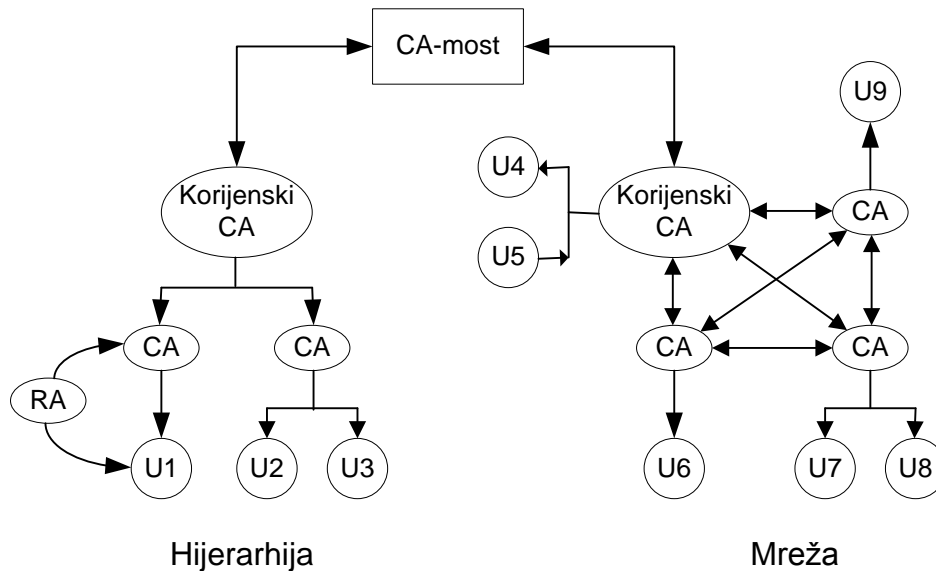 CA-most
U9
U4
Korijenski
CA
Korijenski
CA
CA
U5
CA
CA
CA
CA
RA
U1
U2
U3
U6
U7
U8
Hijerarhija
Mreža